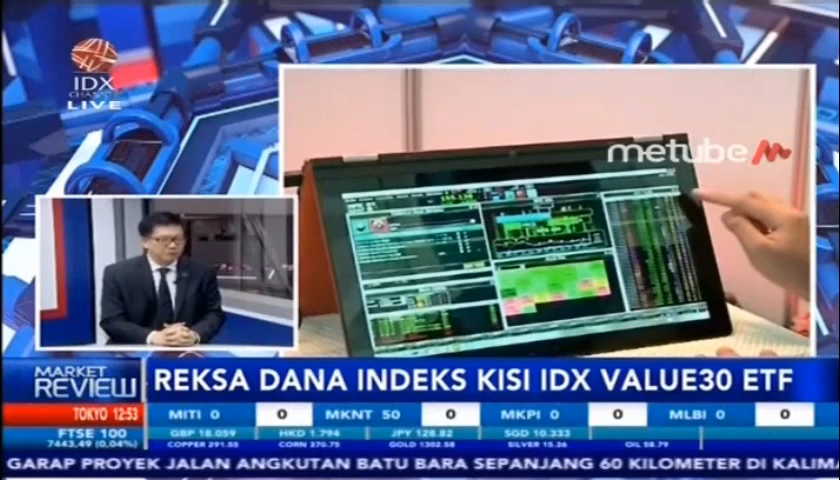 IDX
CHANNEL
LIVE
metube
MARKET
REVIEW
REKSA DANA INDEKS KISI IDX VALUE30 ETF
TOKYO 12:53
MITI 0 0 MKNT 50 0 MKPI 0 0 MLBI 0 0
FTSE 100 GBP 18.059 HKD 1.794 JPY 128.82 SGD 10.333
7443,49 (0,04%) COPPER 291.55 CORN 370.75 GOLD 1302.58 SILVER 15.36 OIL 58.79
GARAP PROYEK JALAN ANGKUTAN BATU BARA SEPANJANG 60 KILOMETER DI KALIMA